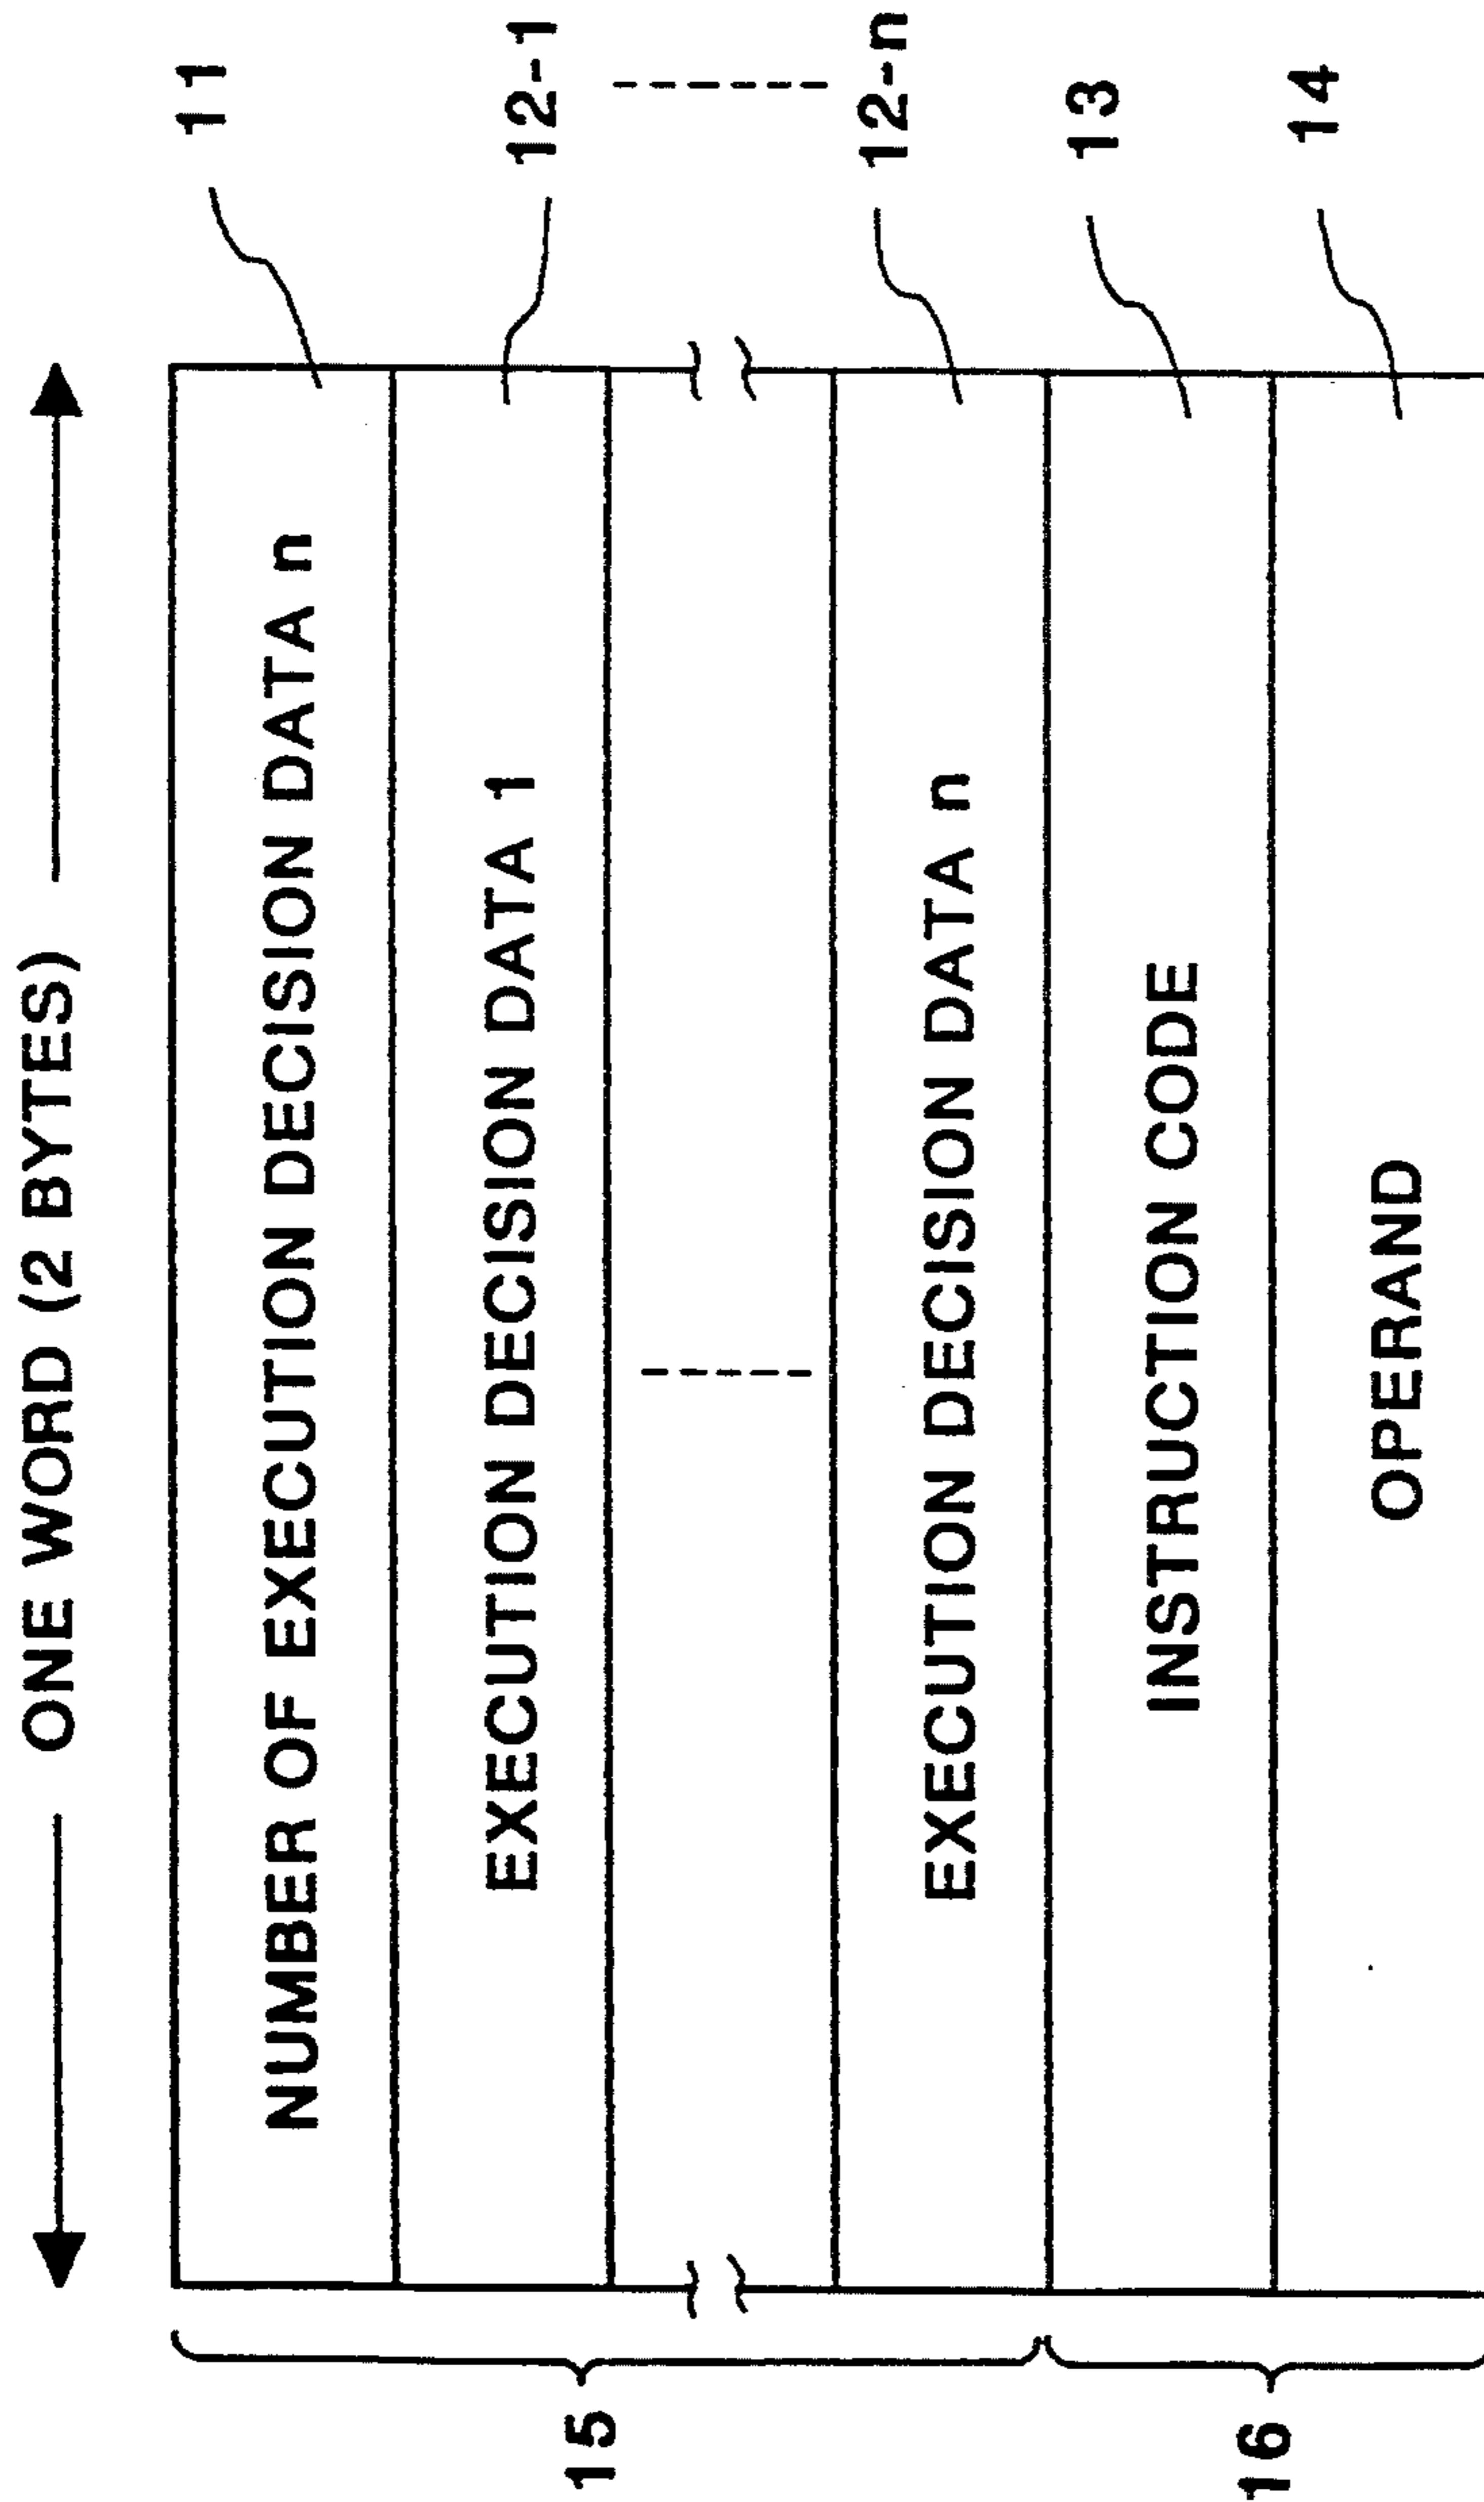 ONE WORD (2 BYTES)
NUMBER OF EXECUTION DECISION DATA n
11
EXECUTION DECISION DATA 1
12-1
15
EXECUTION DECISION DATA n
12-n
INSTRUCTION CODE
13
16
OPERAND
14